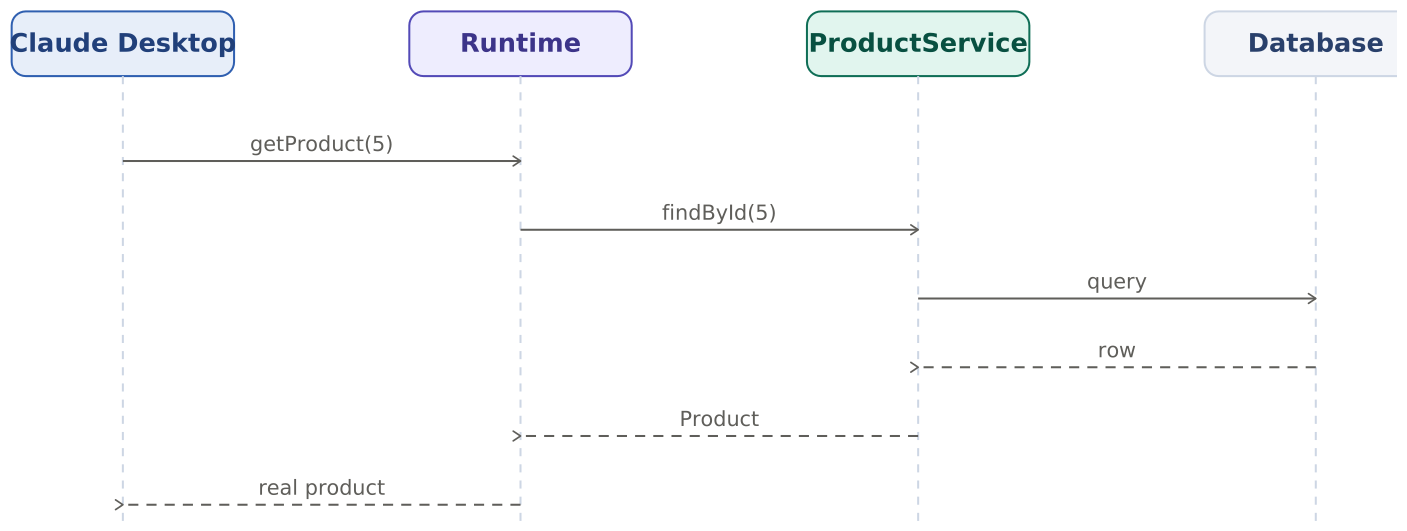 Claude Desktop
Runtime
ProductService
Database
getProduct(5)
findById(5)
query
row
Product
real product